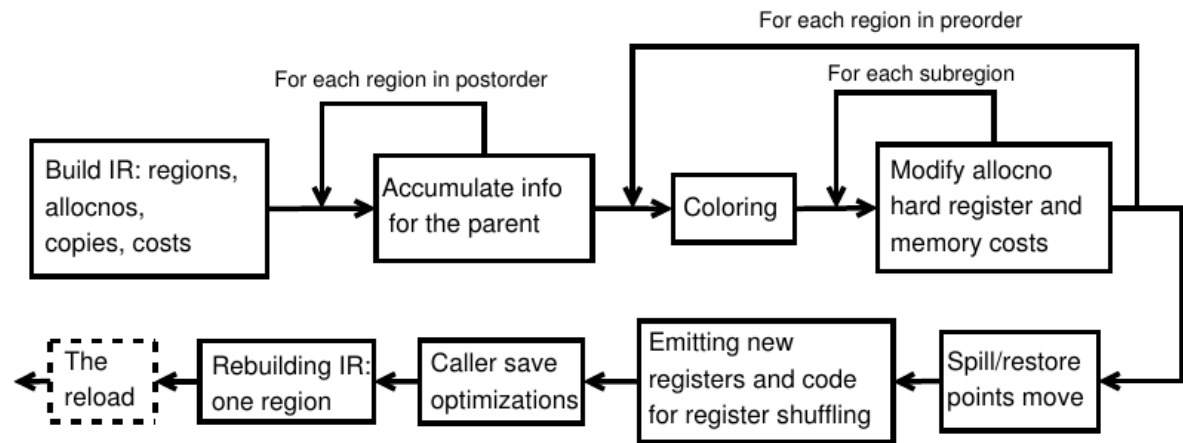 For each region in preorder
For each region in postorder
For each subregion
Build IR: regions,
allocnos,
copies, costs
Accumulate info
for the parent
Coloring
Modify allocno
hard register and
memory costs
The
reload
Rebuilding IR:
one region
Caller save
optimizations
Emitting new
registers and code
for register shuffling
Spill/restore
points move